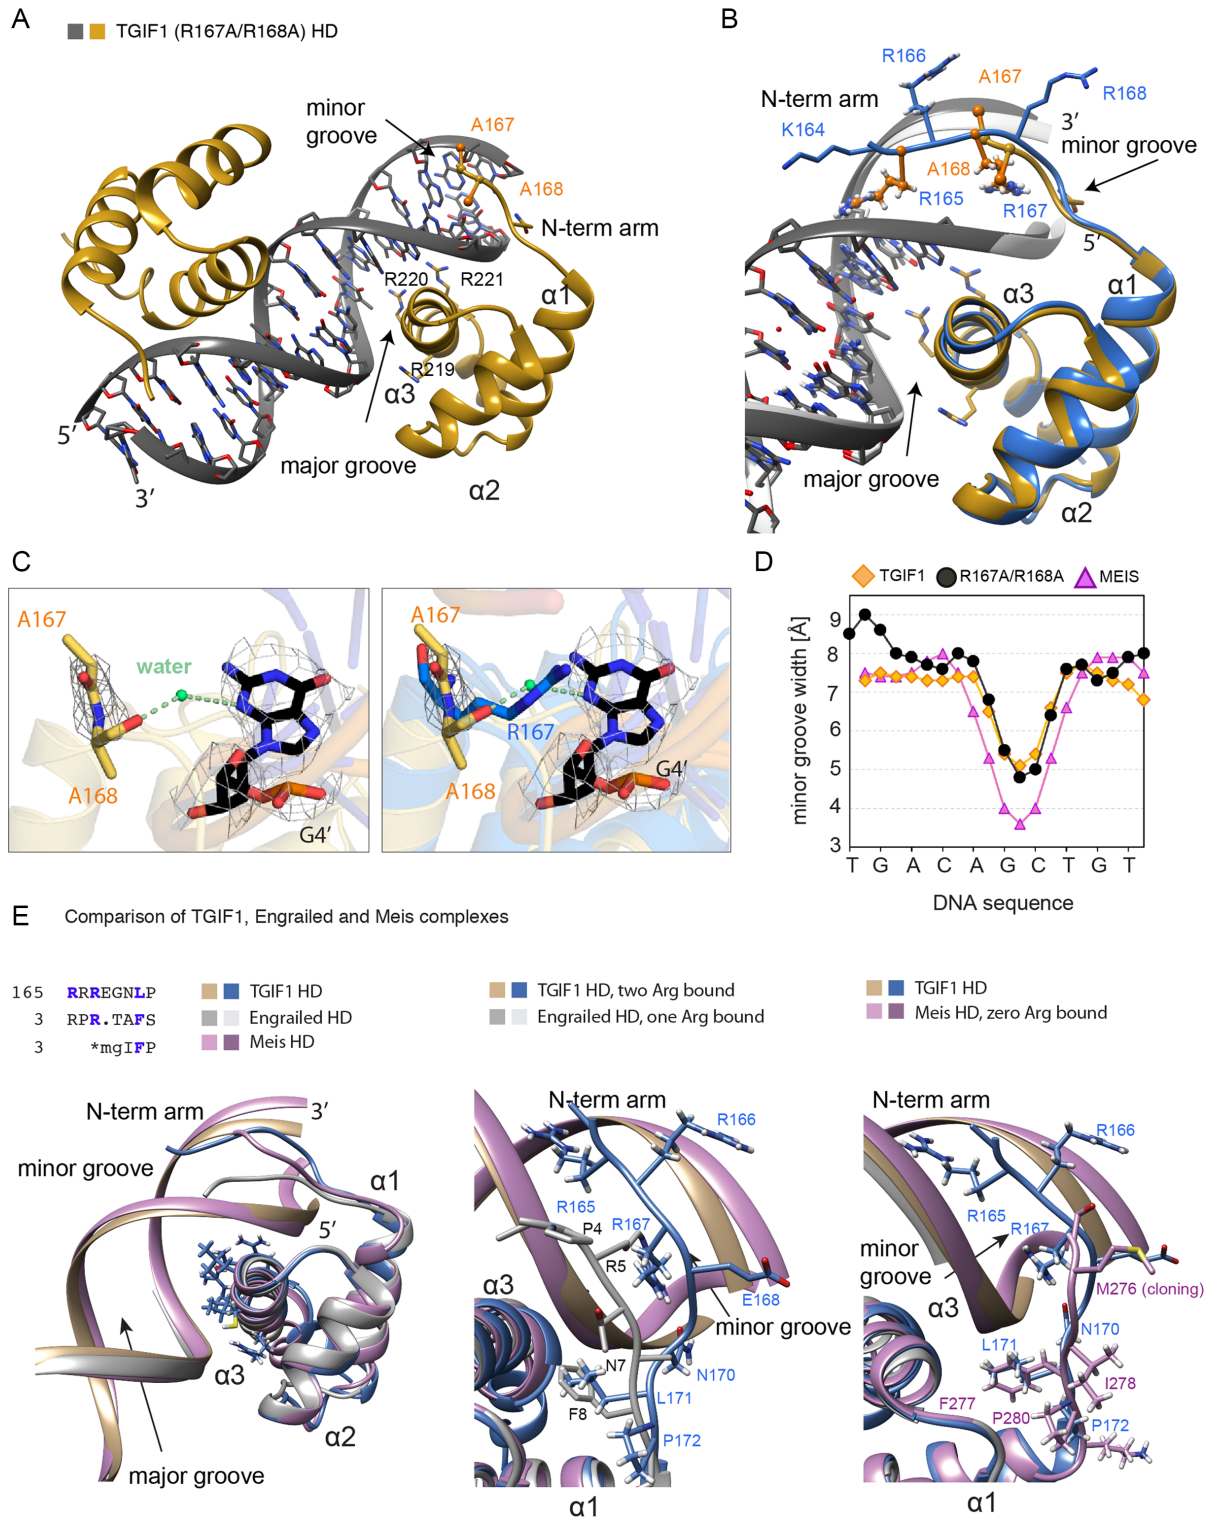 A
TGIF1 (R167A/R168A) HD
minor
groove
A167
A168
N-term arm
R220
R221
α1
R219
α3
5′
major groove
3′
α2
B
R166
A167
N-term arm
R168
K164
3′
minor groove
A168
R165
R167
5′
α3
α1
major groove
α2
C
A167
water
A168
G4′
A167
R167
A168
G4′
D
TGIF1
R167A/R168A
MEIS
minor groove width [Å]
9
8
7
6
5
4
3
T G A C A G C T G T
DNA sequence
E
Comparison of TGIF1, Engrailed and Meis complexes
165 RRREGNLP
3 RPR.TAFS
3 *mgIFP
TGIF1 HD
Engrailed HD
Meis HD
TGIF1 HD, two Arg bound
Engrailed HD, one Arg bound
TGIF1 HD
Meis HD, zero Arg bound
N-term arm
3′
minor groove
α1
5′
α3
α2
major groove
N-term arm
R166
R165
P4
R167
R5
α3
E168
minor groove
N7
N170
F8
L171
P172
α1
N-term arm
R166
R165
R167
minor
groove
α3
M276 (cloning)
N170
L171
I278
F277
P280
P172
α1